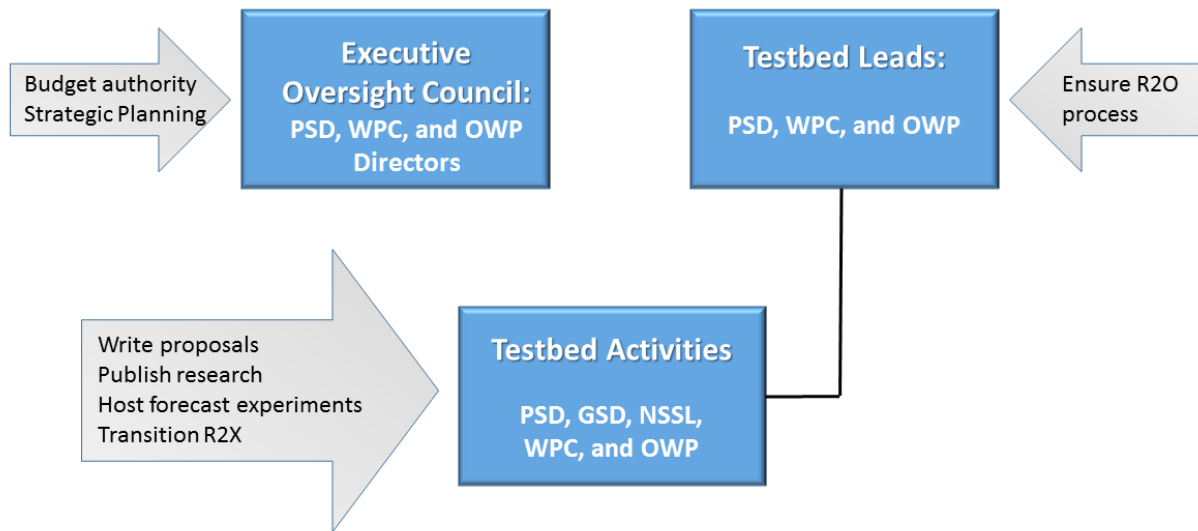 Budget authority
Strategic Planning
Executive
Oversight Council:
PSD, WPC, and OWP
Directors
Testbed Leads:
PSD, WPC, and OWP
Ensure R2O
process
Write proposals
Publish research
Host forecast experiments
Transition R2X
Testbed Activities
PSD, GSD, NSSL,
WPC, and OWP